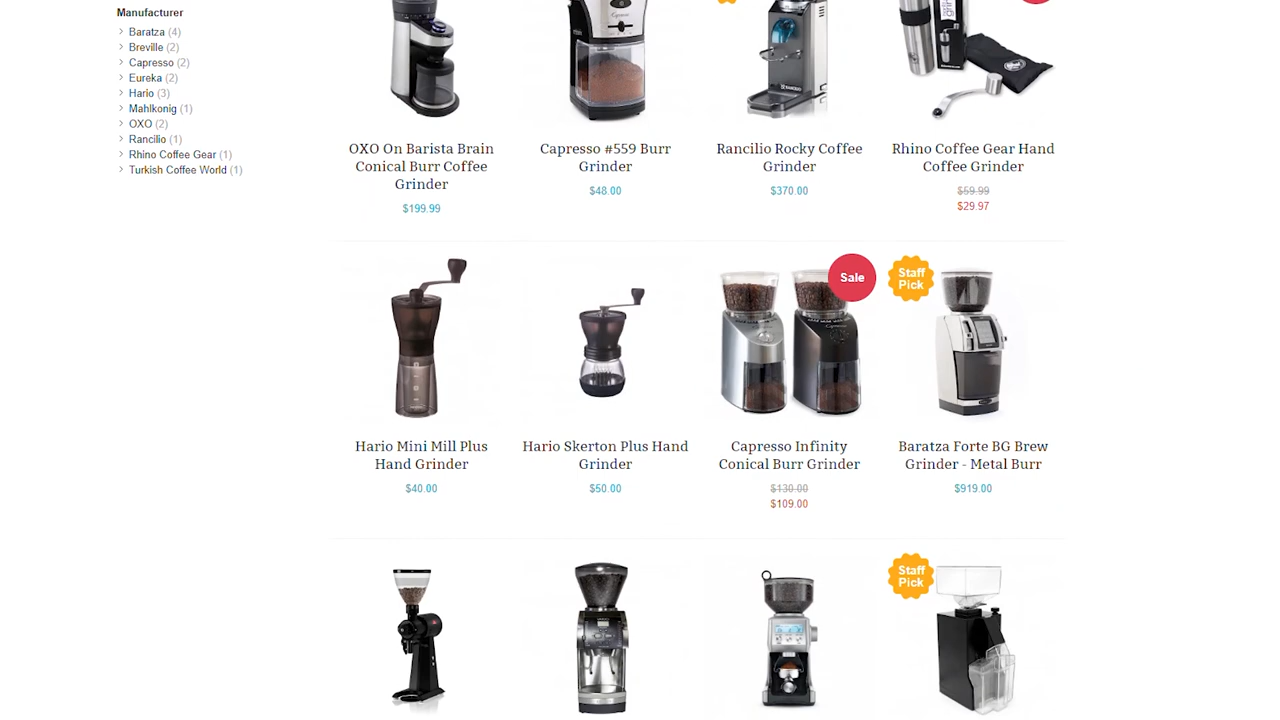 Manufacturer
Baratza (4)
Breville (2)
Capresso (2)
Eureka (2)
Hario (3)
Mahlkonig (1)
OXO (2)
Rancilio (1)
Rhino Coffee Gear (1)
Turkish Coffee World (1)
OXO On Barista Brain
Conical Burr Coffee
Grinder
$199.99
Capresso #559 Burr
Grinder
$48.00
Rancilio Rocky Coffee
Grinder
$370.00
Rhino Coffee Gear Hand
Coffee Grinder
$59.99
$29.97
Hario Mini Mill Plus
Hand Grinder
$40.00
Hario Skerton Plus Hand
Grinder
$50.00
Sale
Capresso Infinity
Conical Burr Grinder
$130.00
$109.00
Staff
Pick
Baratza Forte BG Brew
Grinder - Metal Burr
$919.00
Staff
Pick